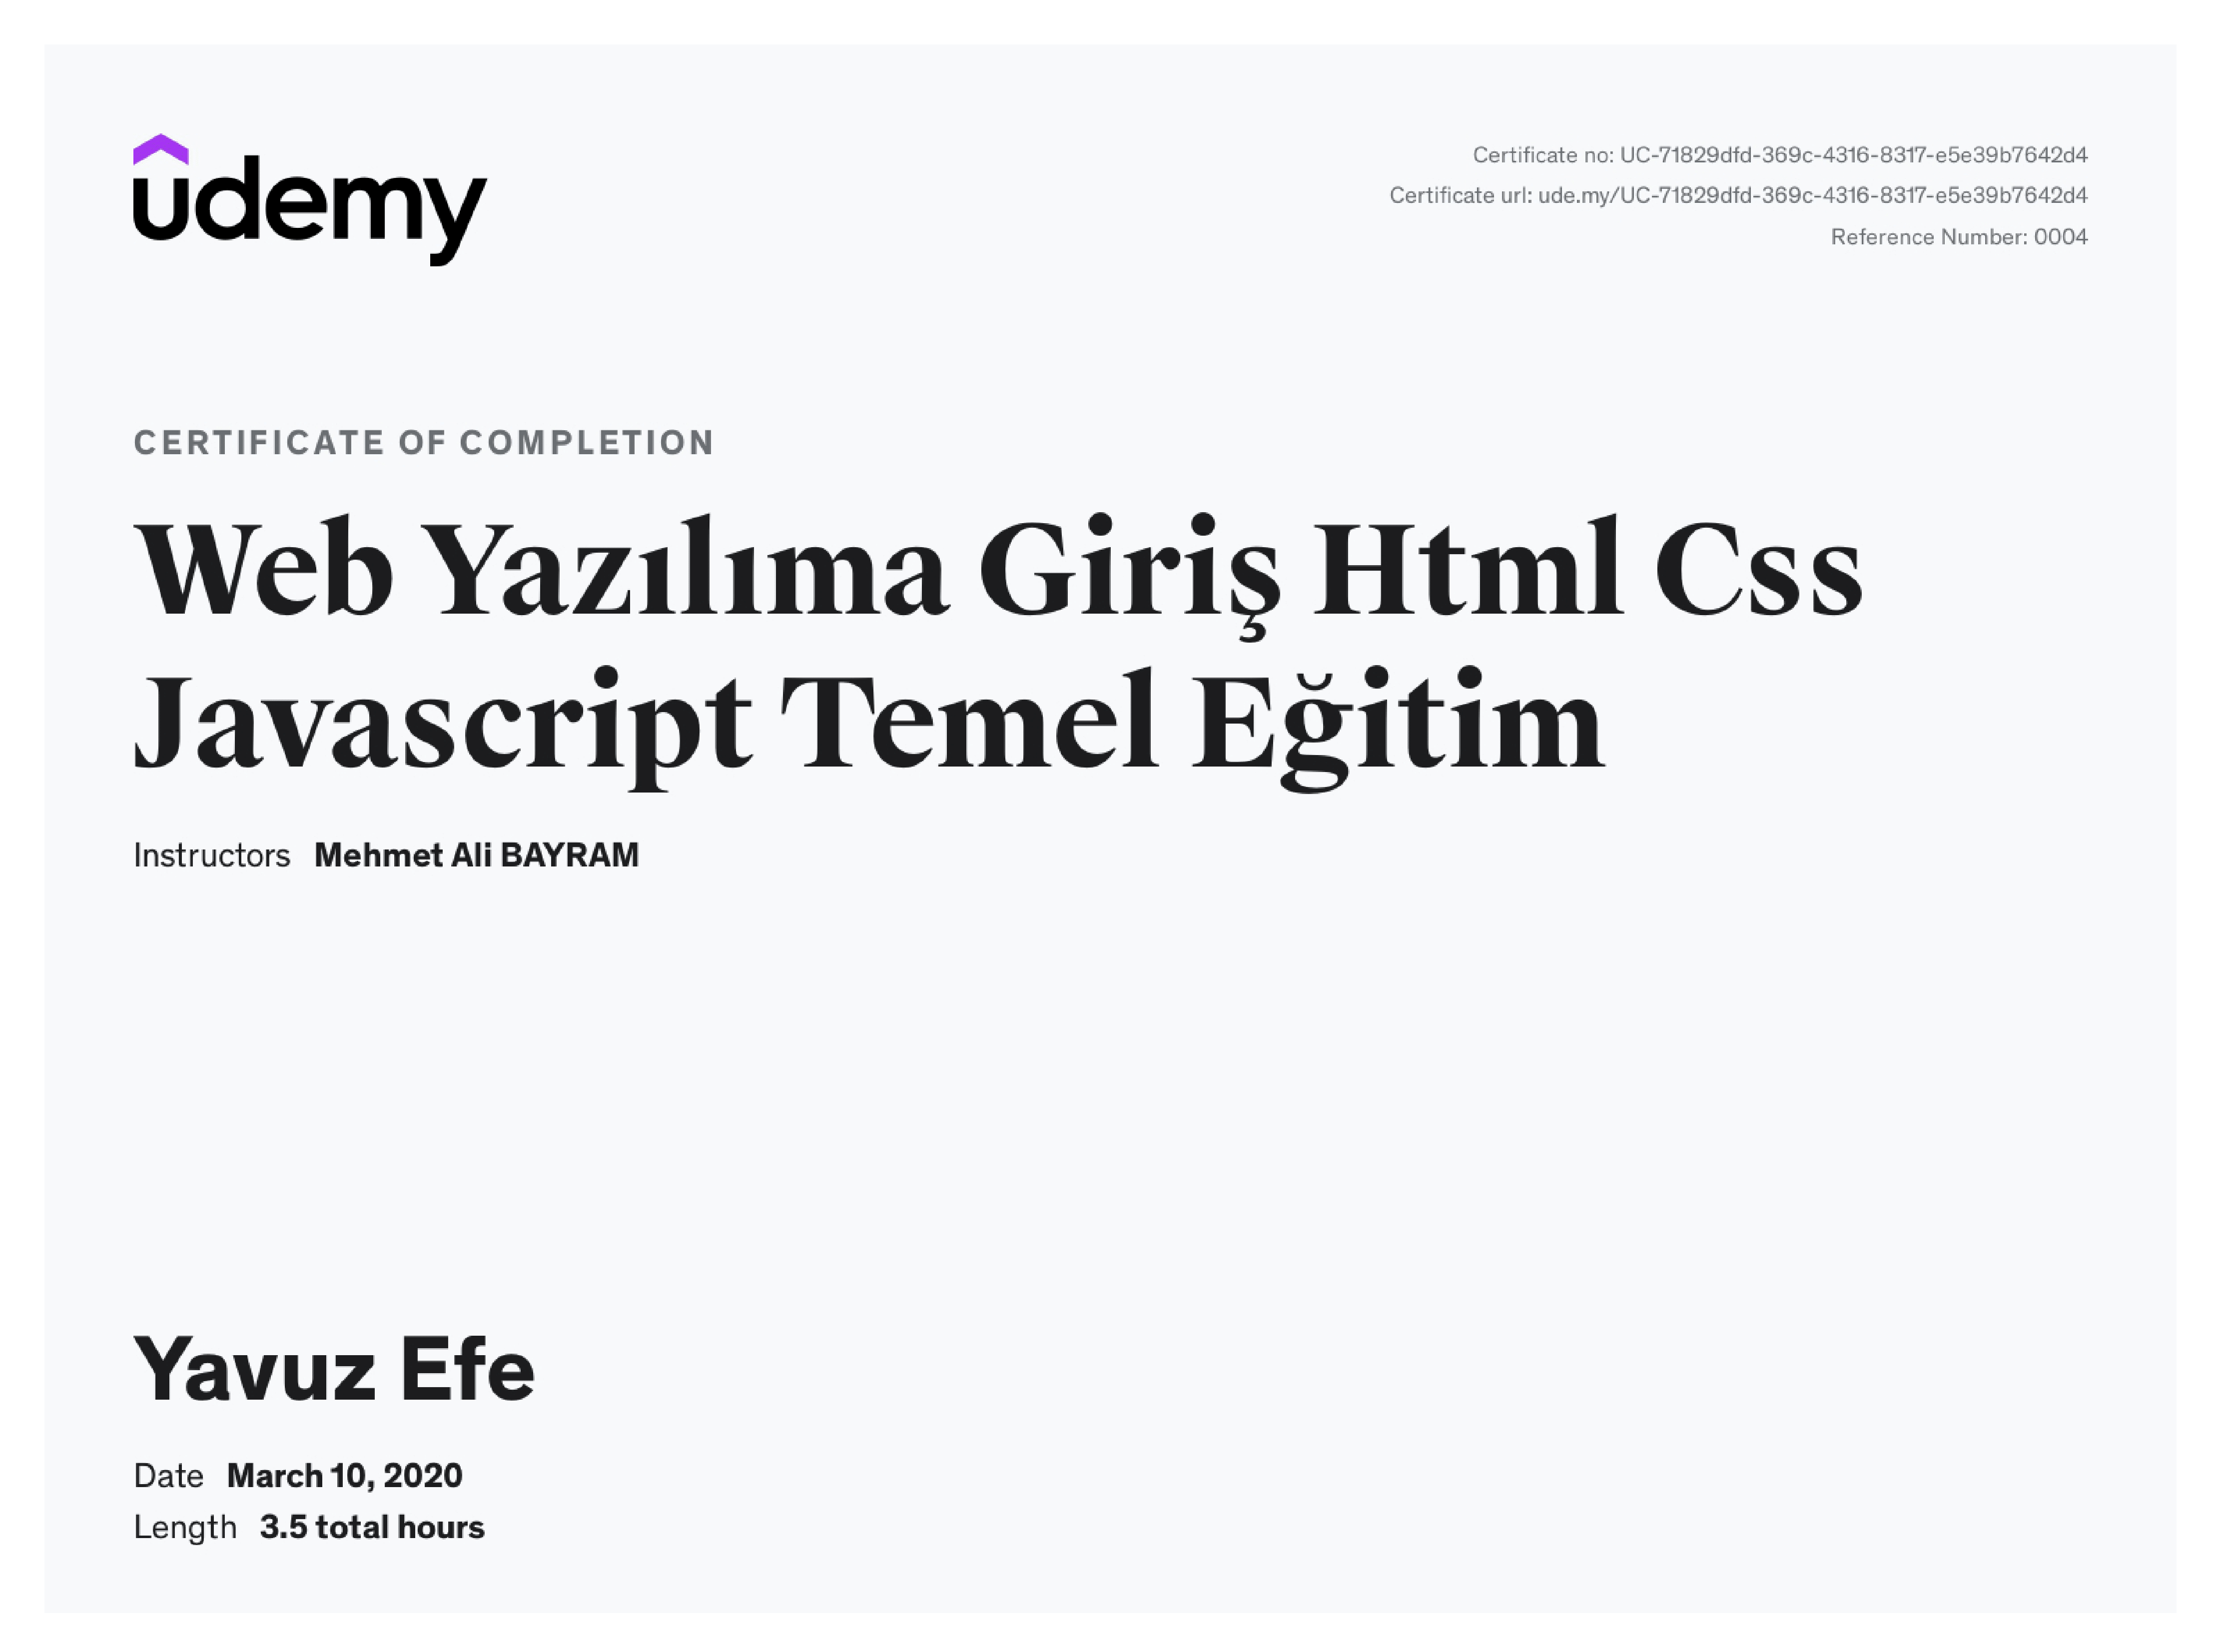 udemy
Certificate no: UC-71829dfd-369c-4316-8317-e5e39b7642d4
Certificate url: ude.my/UC-71829dfd-369c-4316-8317-e5e39b7642d4
Reference Number: 0004
CERTIFICATE OF COMPLETION
Web Yazılıma Giriş Html Css
Javascript Temel Eğitim
Instructors Mehmet Ali BAYRAM
Yavuz Efe
Date March 10, 2020
Length 3.5 total hours